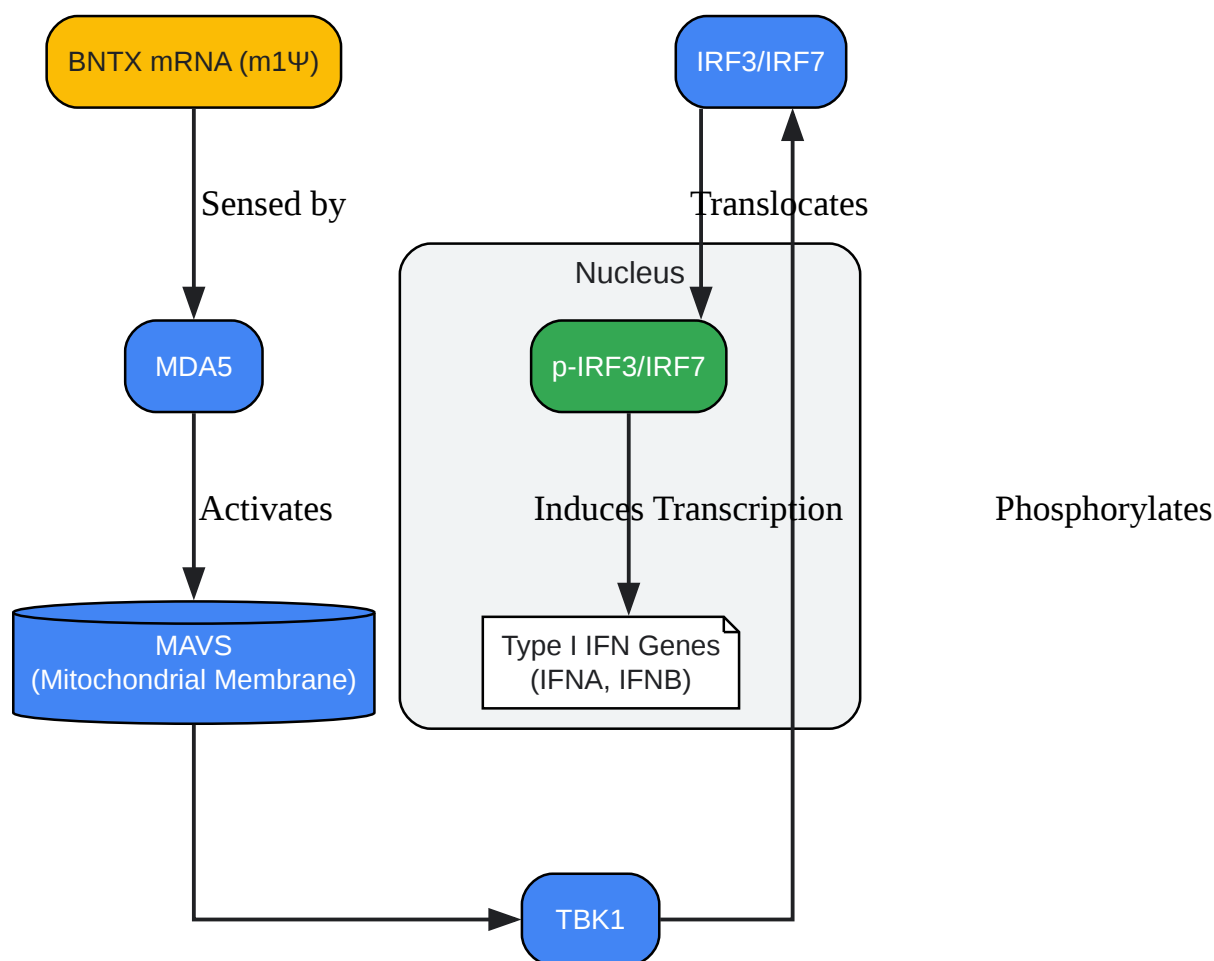 BNTX mRNA (m1Ψ)
IRF3/IRF7
Sensed by
Translocates
Nucleus
MDA5
p-IRF3/IRF7
Activates
Induces Transcription
Phosphorylates
MAVS
(Mitochondrial Membrane)
Type I IFN Genes
(IFNA, IFNB)
TBK1